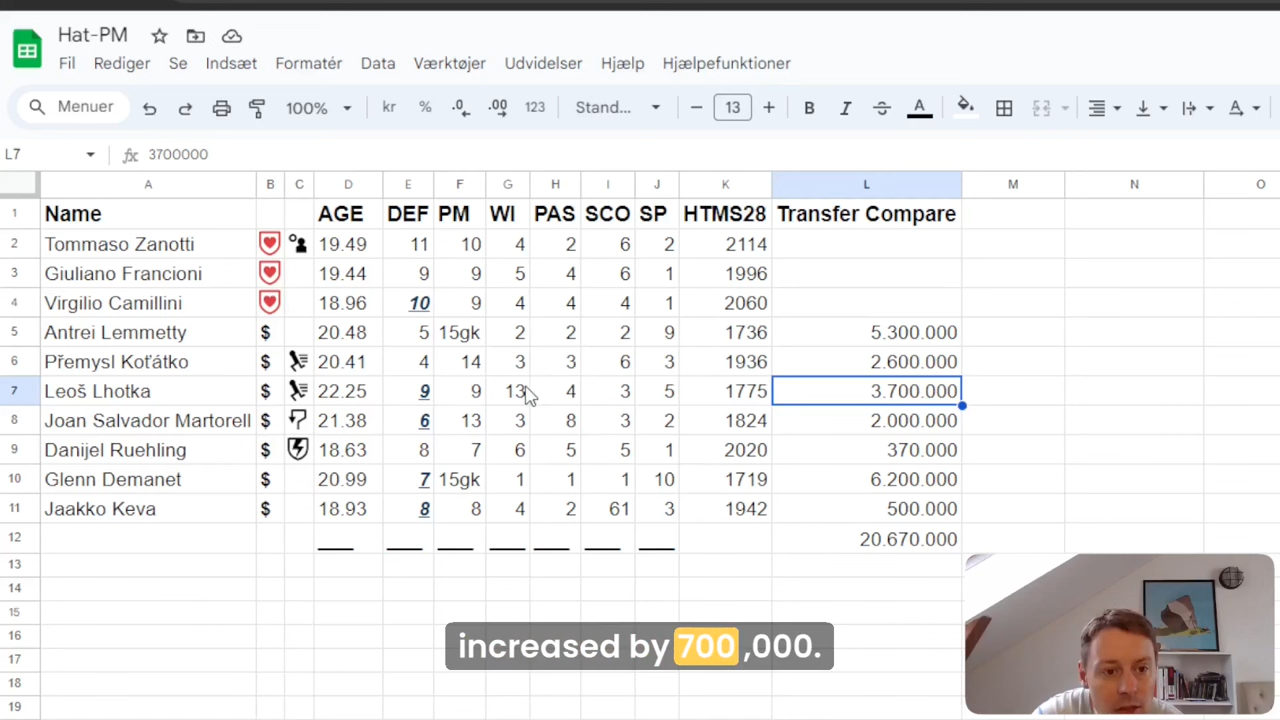 Hat-PM
Fil Rediger Se Indsæt Formatér Data Værktøjer Udvidelser Hjælp Hjælpefunktioner
Menuer 100% kr % .0 .00 123 Stand... 13 B I A A
L7 fx 3700000
A B C D E F G H I J K L M N O
1 Name AGE DEF PM WI PAS SCO SP HTMS28 Transfer Compare
2 Tommaso Zanotti 19.49 11 10 4 2 6 2 2114
3 Giuliano Francioni 19.44 9 9 5 4 6 1 1996
4 Virgilio Camillini 18.96 10 9 4 4 4 1 2060
5 Antrei Lemmetty $ 20.48 5 15gk 2 2 2 9 1736 5.300.000
6 Přemysl Koťátko $ 20.41 4 14 3 3 6 3 1936 2.600.000
7 Leoš Lhotka $ 22.25 9 9 13 4 3 5 1775 3.700.000
8 Joan Salvador Martorell $ 21.38 6 13 3 8 3 2 1824 2.000.000
9 Danijel Ruehling $ 18.63 8 7 6 5 5 1 2020 370.000
10 Glenn Demanet $ 20.99 7 15gk 1 1 1 10 1719 6.200.000
11 Jaakko Keva $ 18.93 8 8 4 2 61 3 1942 500.000
12 20.670.000
13
14
15
16
17
18
19
increased by 700 ,000.